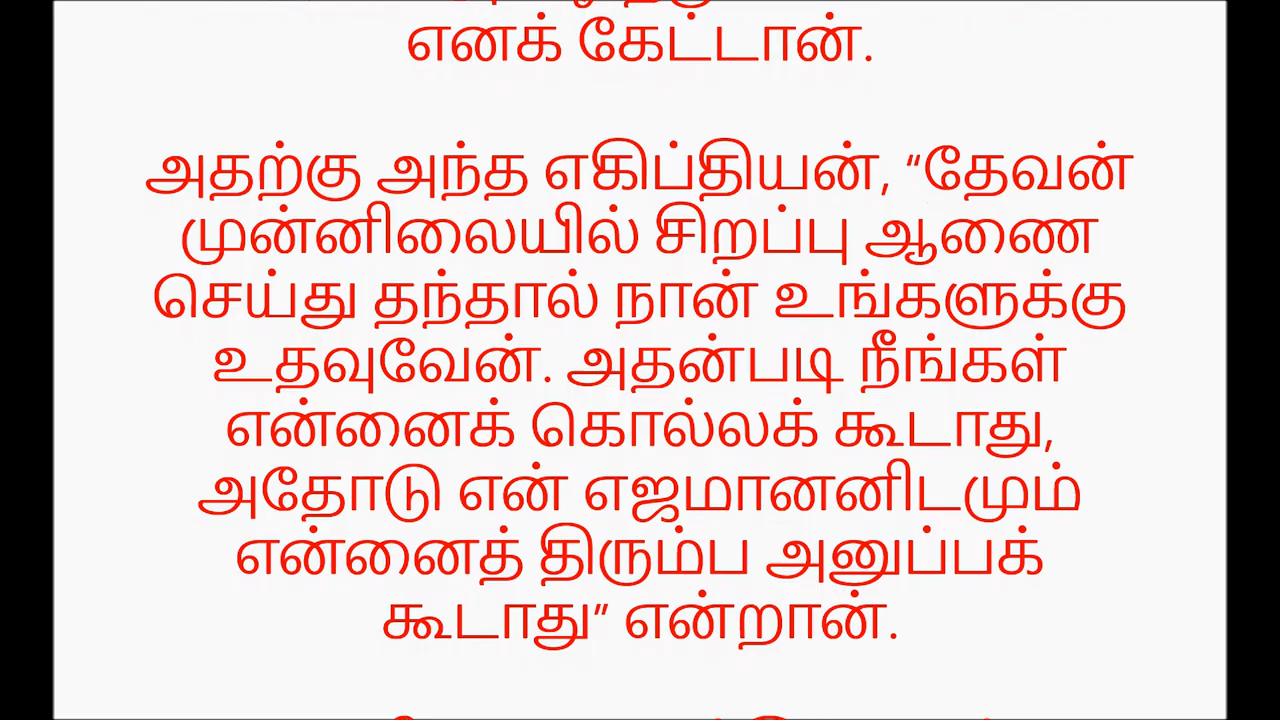 எனக் கேட்டான்.
அதற்கு அந்த எகிப்தியன், “தேவன்
முன்னிலையில் சிறப்பு ஆணை
செய்து தந்தால் நான் உங்களுக்கு
உதவுவேன். அதன்படி நீங்கள்
என்னைக் கொல்லக் கூடாது,
அதோடு என் எஜமானனிடமும்
என்னைத் திரும்ப அனுப்பக்
கூடாது” என்றான்.